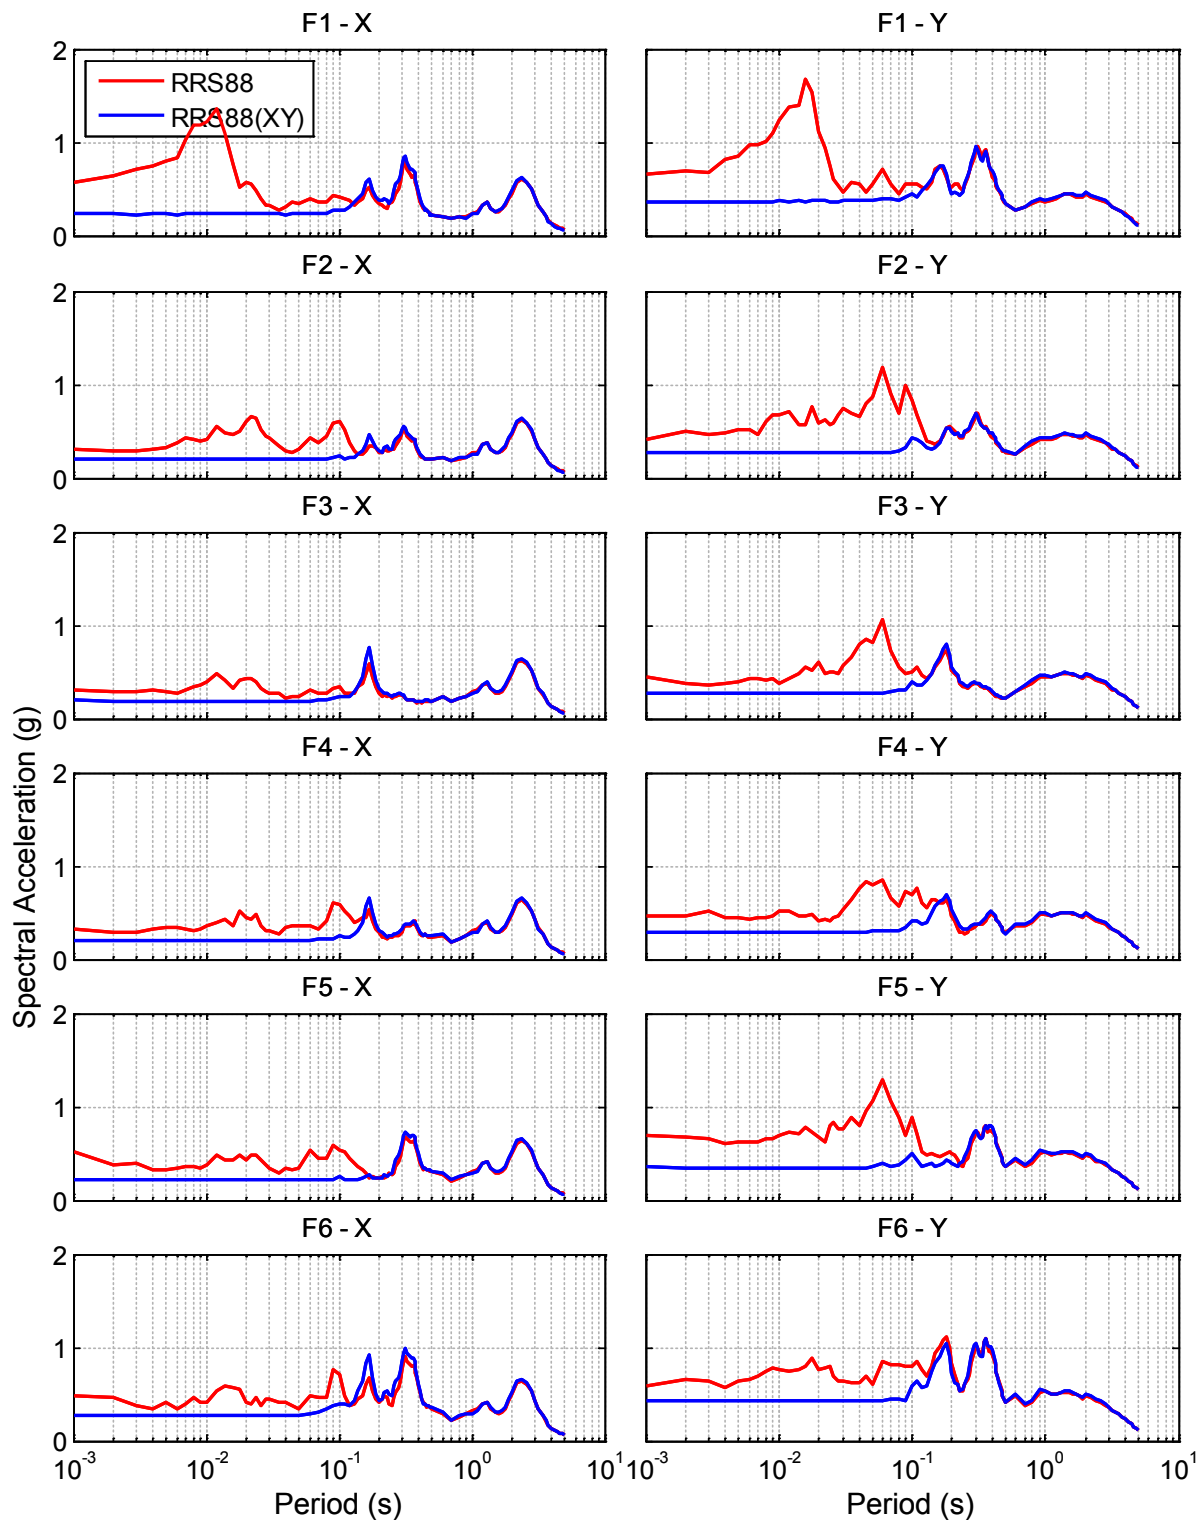 F1 - X
F1 - Y
2
RRS88
RRS88(XY)
1
0
F2 - X
F2 - Y
2
1
0
F3 - X
F3 - Y
2
1
0
F4 - X
F4 - Y
2
1
0
Spectral Acceleration (g)
F5 - X
F5 - Y
2
1
0
F6 - X
F6 - Y
2
1
0
10^-3 10^-2 10^-1 10^0 10^1
10^-3 10^-2 10^-1 10^0 10^1
Period (s)
Period (s)